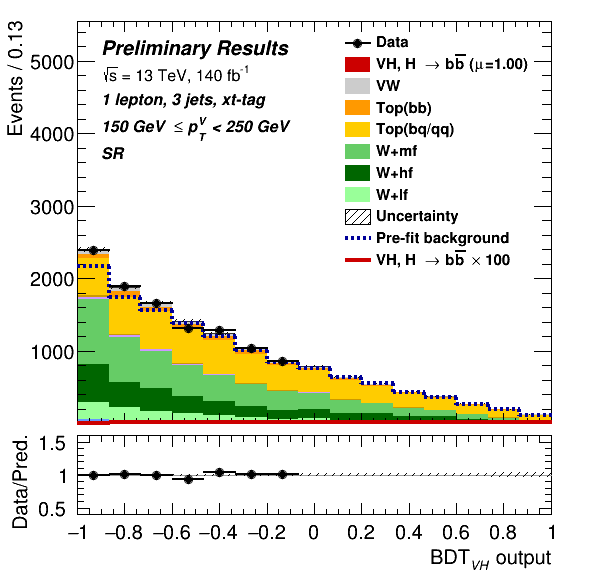 Events / 0.13
5000
4000
3000
2000
1000
Preliminary Results
√s = 13 TeV, 140 fb⁻¹
1 lepton, 3 jets, xt-tag
150 GeV ≤ p_T^V < 250 GeV
SR
Data
VH, H → bb̅ (μ=1.00)
VW
Top(bb)
Top(bq/qq)
W+mf
W+hf
W+lf
Uncertainty
Pre-fit background
VH, H → bb̅ × 100
Data/Pred.
1.5
1
0.5
−1 −0.8 −0.6 −0.4 −0.2 0 0.2 0.4 0.6 0.8 1
BDT_VH output